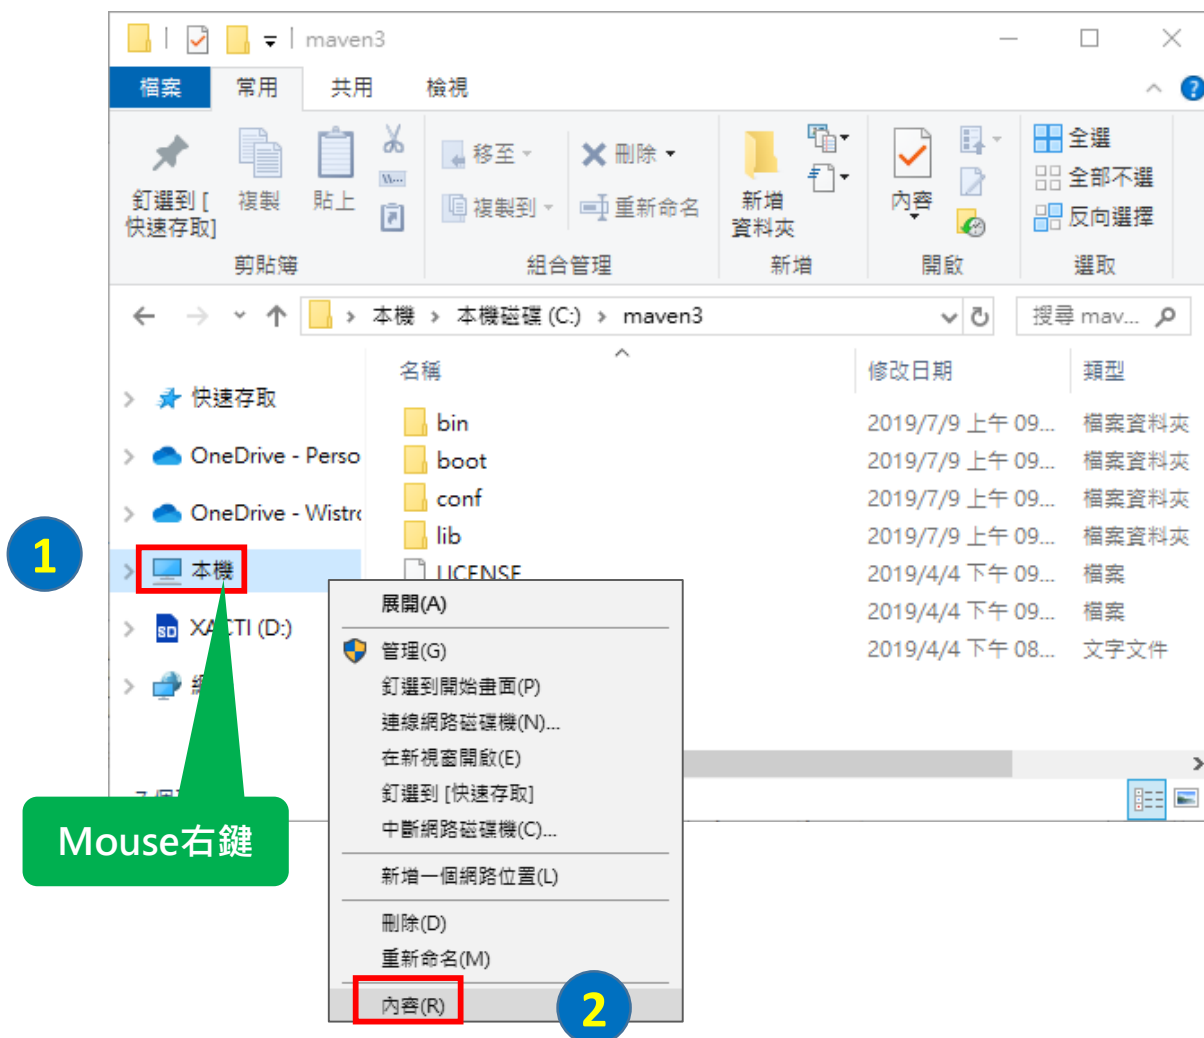 maven3
檔案 常用 共用 檢視
釘選到 [
快速存取]
複製
貼上
移至
複製到
刪除
重新命名
新增
資料夾
內容
全選
全部不選
反向選擇
剪貼簿 組合管理 新增 開啟 選取
本機 本機磁碟 (C:) maven3
搜尋 mav...
名稱 修改日期 類型
快速存取
OneDrive - Perso
OneDrive - Wistr
本機
XACTI (D:)
bin 2019/7/9 上午 09... 檔案資料夾
boot 2019/7/9 上午 09... 檔案資料夾
conf 2019/7/9 上午 09... 檔案資料夾
lib 2019/7/9 上午 09... 檔案資料夾
LICENSE 2019/4/4 下午 09... 檔案
2019/4/4 下午 09... 檔案
2019/4/4 下午 08... 文字文件
1
Mouse右鍵
展開(A)
管理(G)
釘選到開始畫面(P)
連線網路磁碟機(N)...
在新視窗開啟(E)
釘選到 [快速存取]
中斷網路磁碟機(C)...
新增一個網路位置(L)
刪除(D)
重新命名(M)
內容(R)
2